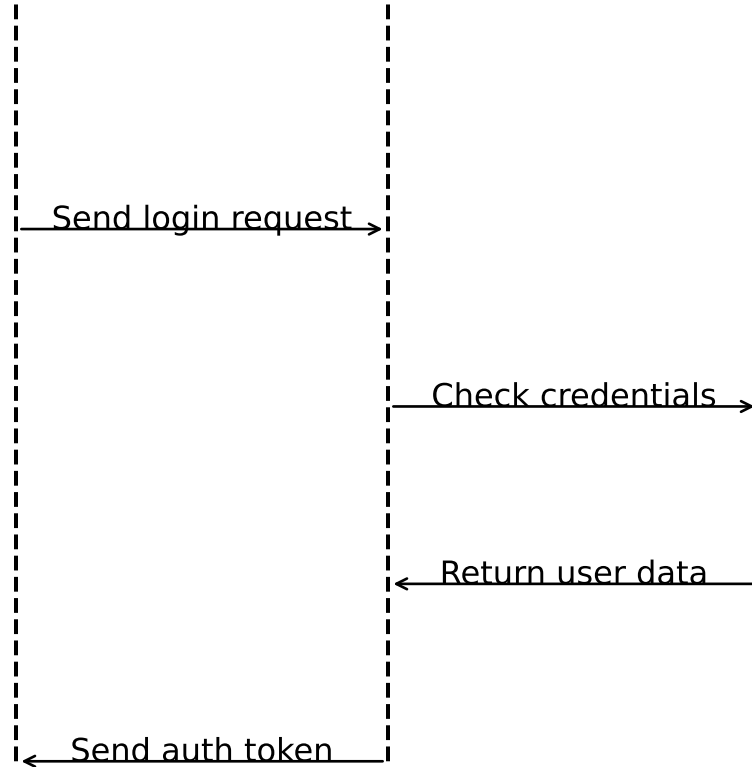 Send login request
Check credentials
Return user data
Send auth token